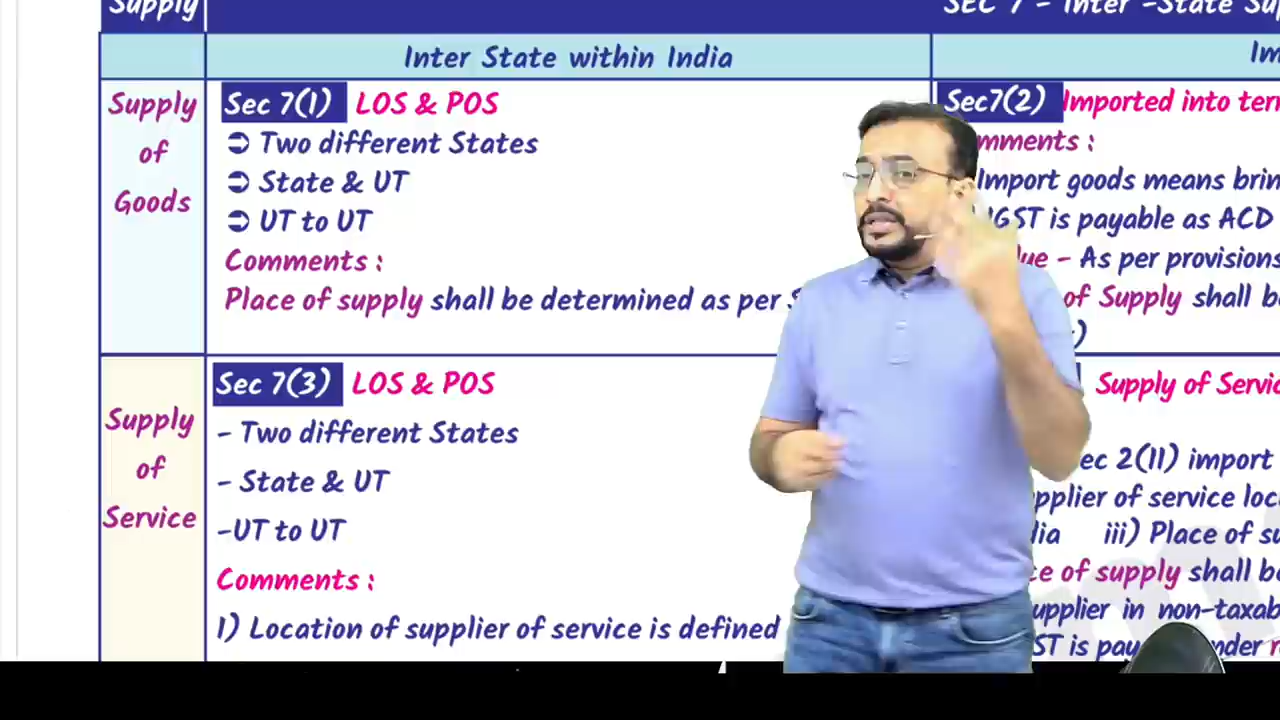 Supply
SEC 7 - Inter -State Sup
Inter State within India
Im
Supply
of
Goods
Sec 7(1) LOS & POS
⊃ Two different States
⊃ State & UT
⊃ UT to UT
Comments :
Place of supply shall be determined as per
Sec7(2) Imported into ter
mments :
Import goods means brin
IGST is payable as ACD
ue - As per provisions
of Supply shall b
Supply
of
Service
Sec 7(3) LOS & POS
- Two different States
- State & UT
-UT to UT
Comments :
1) Location of supplier of service is defined
Supply of Servic
ec 2(11) import
pplier of service loc
dia iii) Place of su
ce of supply shall be
upplier in non-taxab
ST is pay nder r